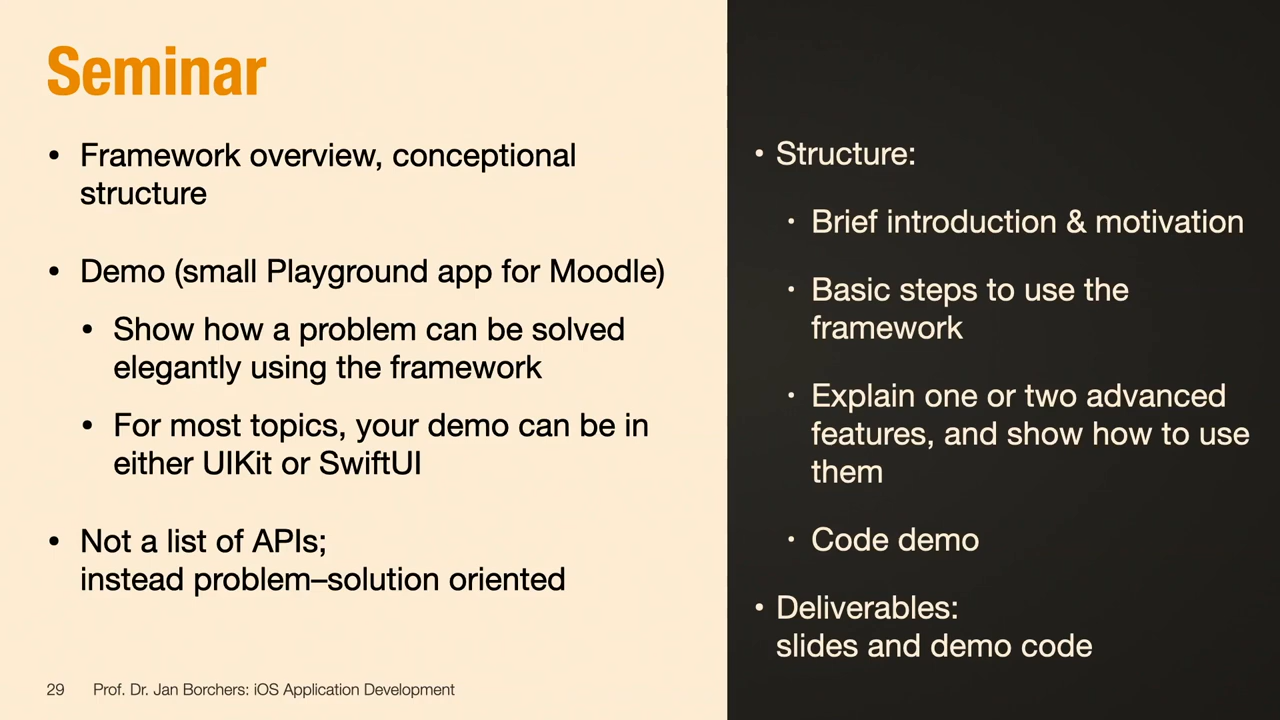 Seminar
• Framework overview, conceptional
structure
• Demo (small Playground app for Moodle)
• Show how a problem can be solved
elegantly using the framework
• For most topics, your demo can be in
either UIKit or SwiftUI
• Not a list of APIs;
instead problem–solution oriented
• Structure:
• Brief introduction & motivation
• Basic steps to use the
framework
• Explain one or two advanced
features, and show how to use
them
• Code demo
• Deliverables:
slides and demo code
29 Prof. Dr. Jan Borchers: iOS Application Development